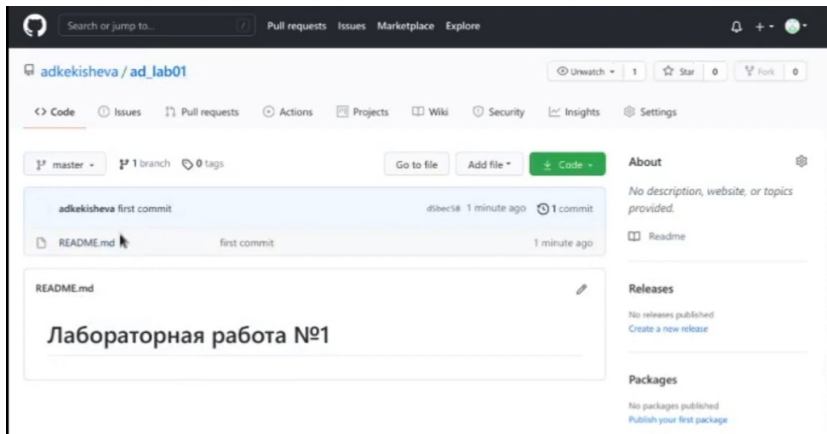 Search or jump to... /
Pull requests Issues Marketplace Explore
adkekisheva / ad_lab01
Unwatch 1 Star 0 Fork 0
Code Issues Pull requests Actions Projects Wiki Security Insights Settings
master 1 branch 0 tags Go to file Add file Code
About
No description, website, or topics
provided.
Readme
adkekisheva first commit 1 minute ago 1 commit
README.md first commit 1 minute ago
README.md
Лабораторная работа №1
Releases
No releases published
Create a new release
Packages
No packages published
Publish your first package